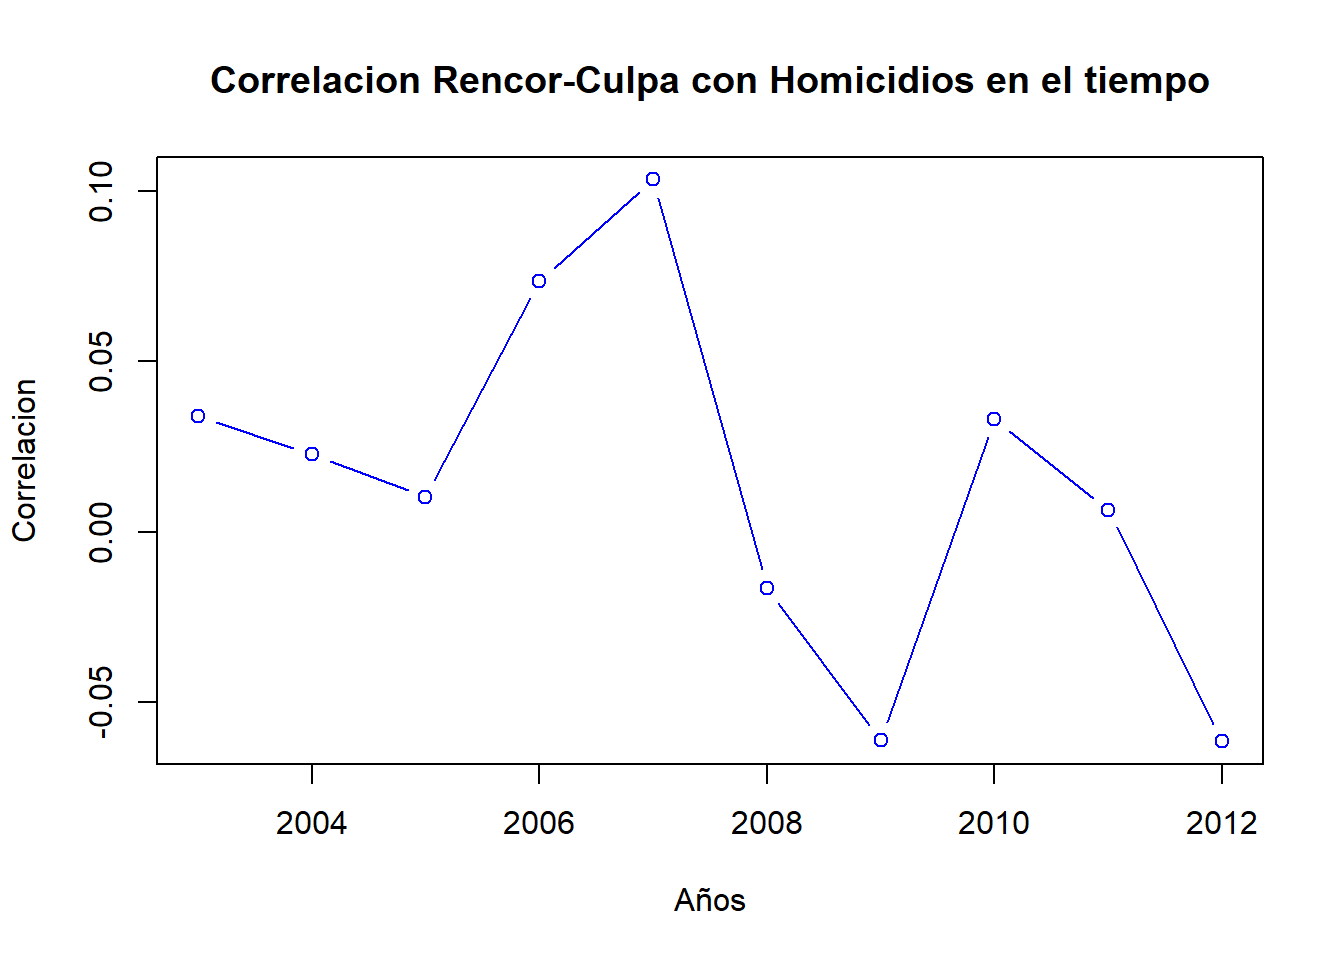 Correlacion Rencor-Culpa con Homicidios en el tiempo
Correlacion
0.10
0.05
0.00
-0.05
2004 2006 2008 2010 2012
Años